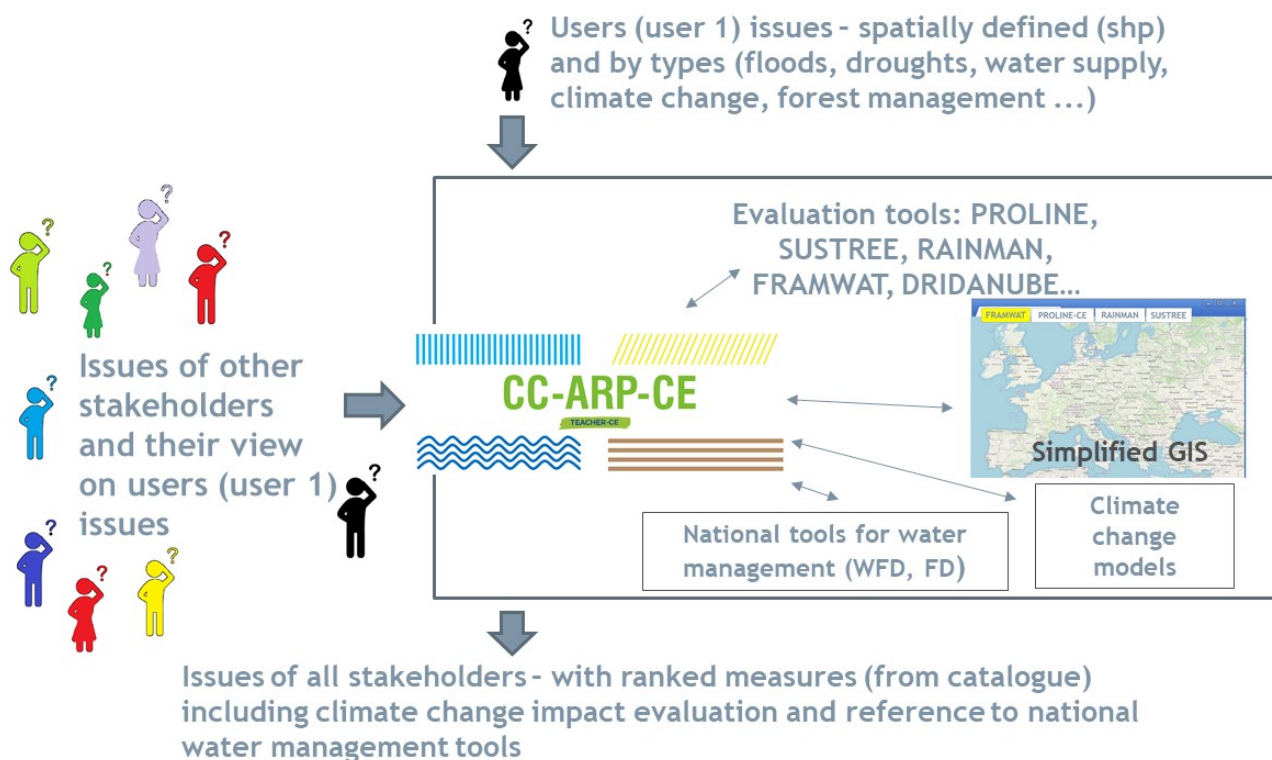 ?
Users (user 1) issues - spatially defined (shp)
and by types (floods, droughts, water supply,
climate change, forest management ...)
?
?
?
?
Issues of other
stakeholders
and their view
on users (user 1)
issues
?
?
?
?
?
Evaluation tools: PROLINE,
SUSTREE, RAINMAN,
FRAMWAT, DRIDANUBE…
CC-ARP-CE
TEACHER-CE
FRAMWAT PROLINE-CE RAINMAN SUSTREE
Simplified GIS
National tools for water
management (WFD, FD)
Climate
change
models
Issues of all stakeholders - with ranked measures (from catalogue)
including climate change impact evaluation and reference to national
water management tools